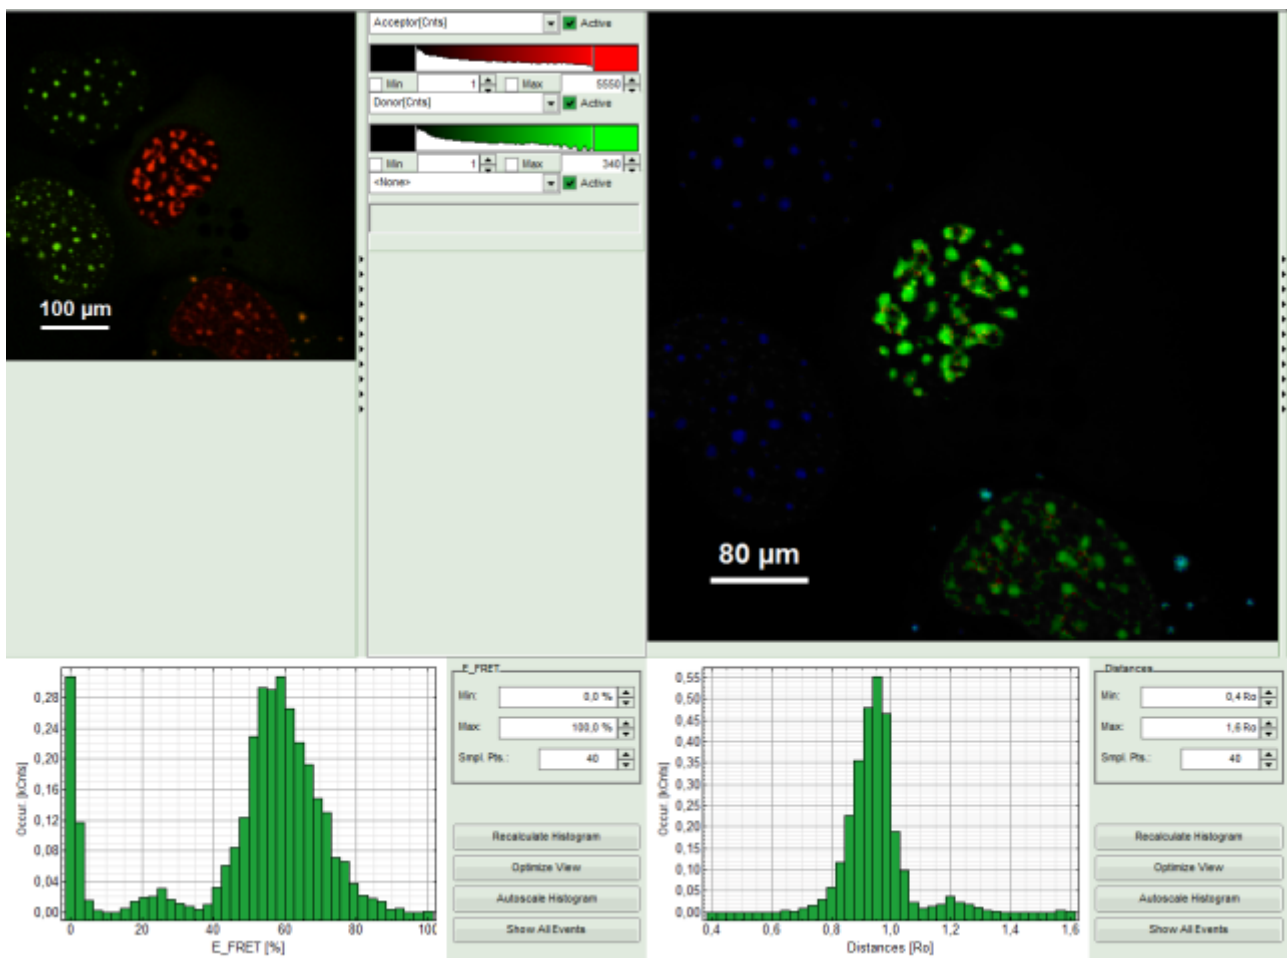 Acceptor[Cnts]
Active
Min 1 Max 5550
Donor[Cnts]
Active
Min 1 Max 340
<None>
Active
100 µm
80 µm
E_FRET
Min: 0,0 %
Max: 100,0 %
Smpl. Pts.: 40
Recalculate Histogram
Optimize View
Autoscale Histogram
Show All Events
Occur. [kCnts]
0,28
0,24
0,20
0,16
0,12
0,08
0,04
0,00
0 20 40 60 80 100
E_FRET [%]
Distances
Min: 0,4 Ro
Max: 1,6 Ro
Smpl. Pts.: 40
Recalculate Histogram
Optimize View
Autoscale Histogram
Show All Events
Occur. [kCnts]
0,55
0,50
0,45
0,40
0,35
0,30
0,25
0,20
0,15
0,10
0,05
0,00
0,4 0,6 0,8 1,0 1,2 1,4 1,6
Distances [Ro]